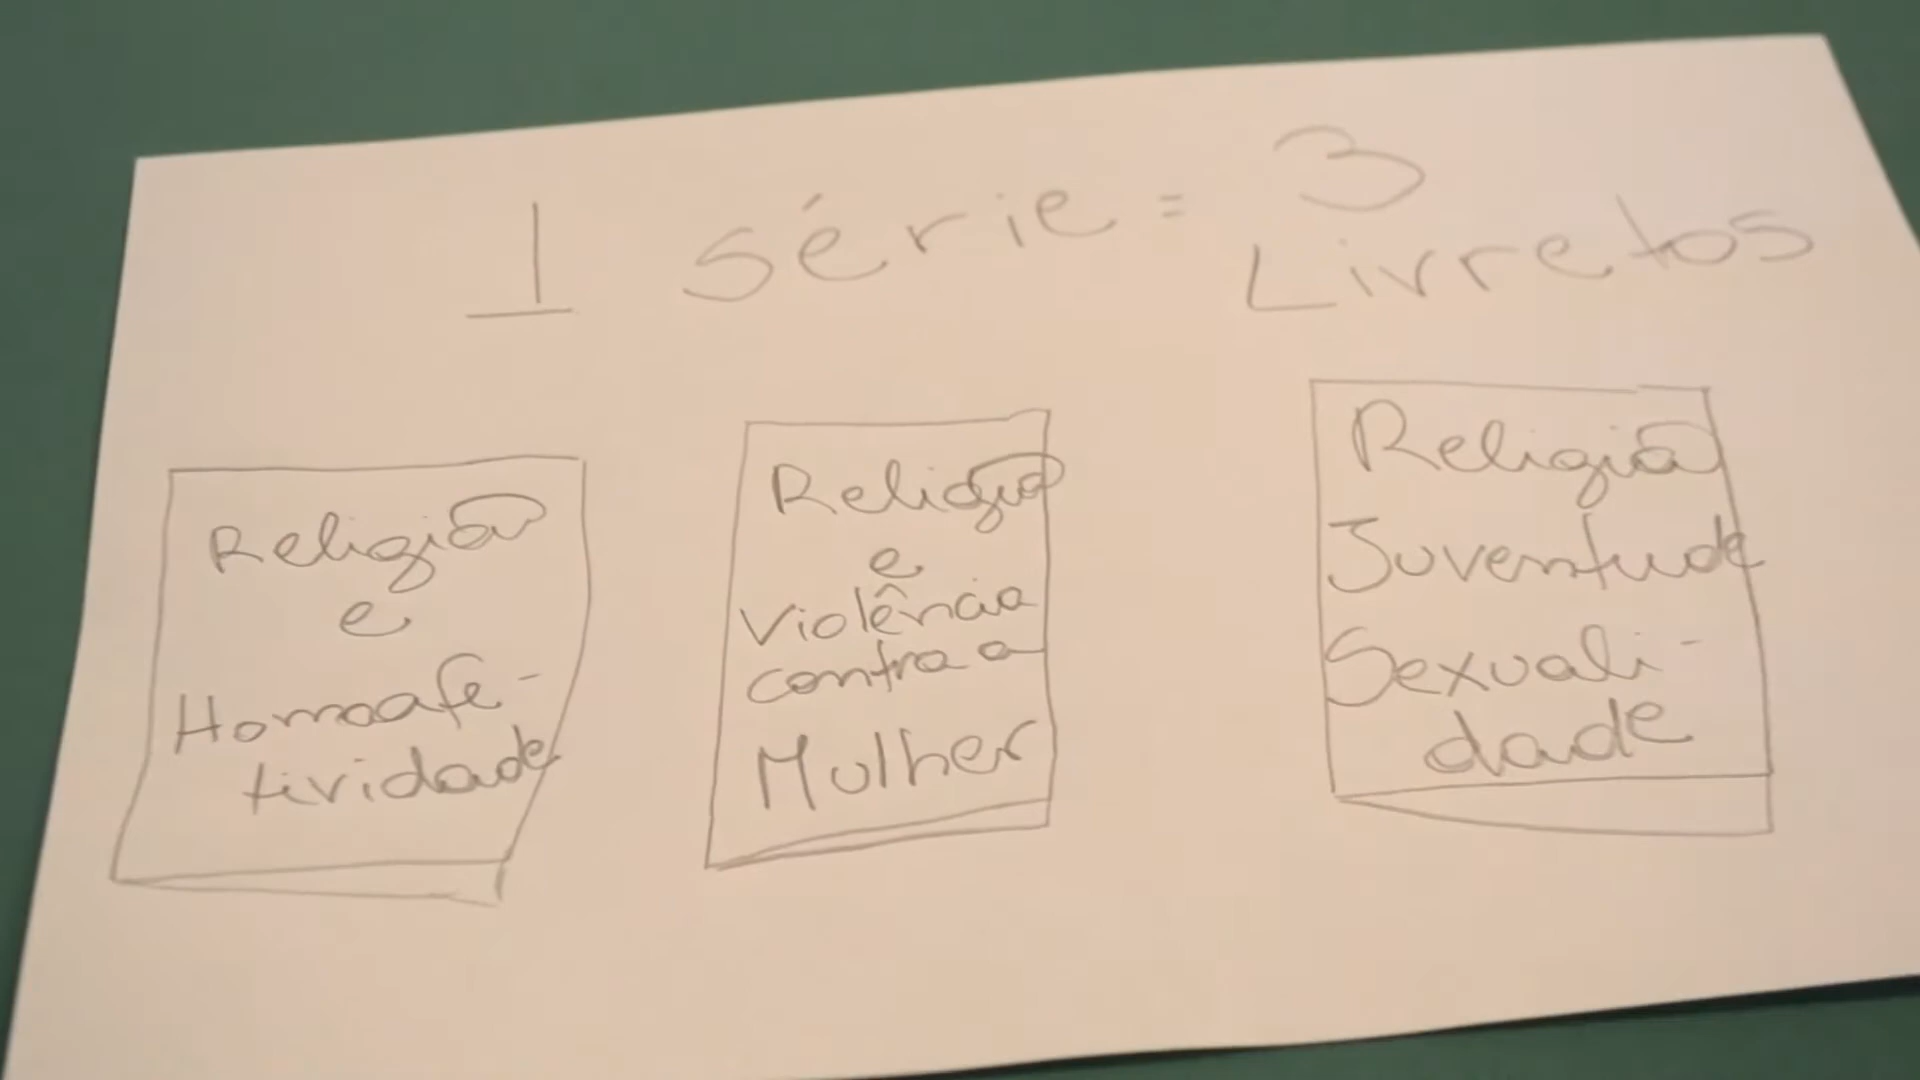 1 série = 3
Livretos
Religião
e
Homoafe-
tividade
Religião
e
Violência
contra a
Mulher
Religião
Juventude
Sexuali-
dade